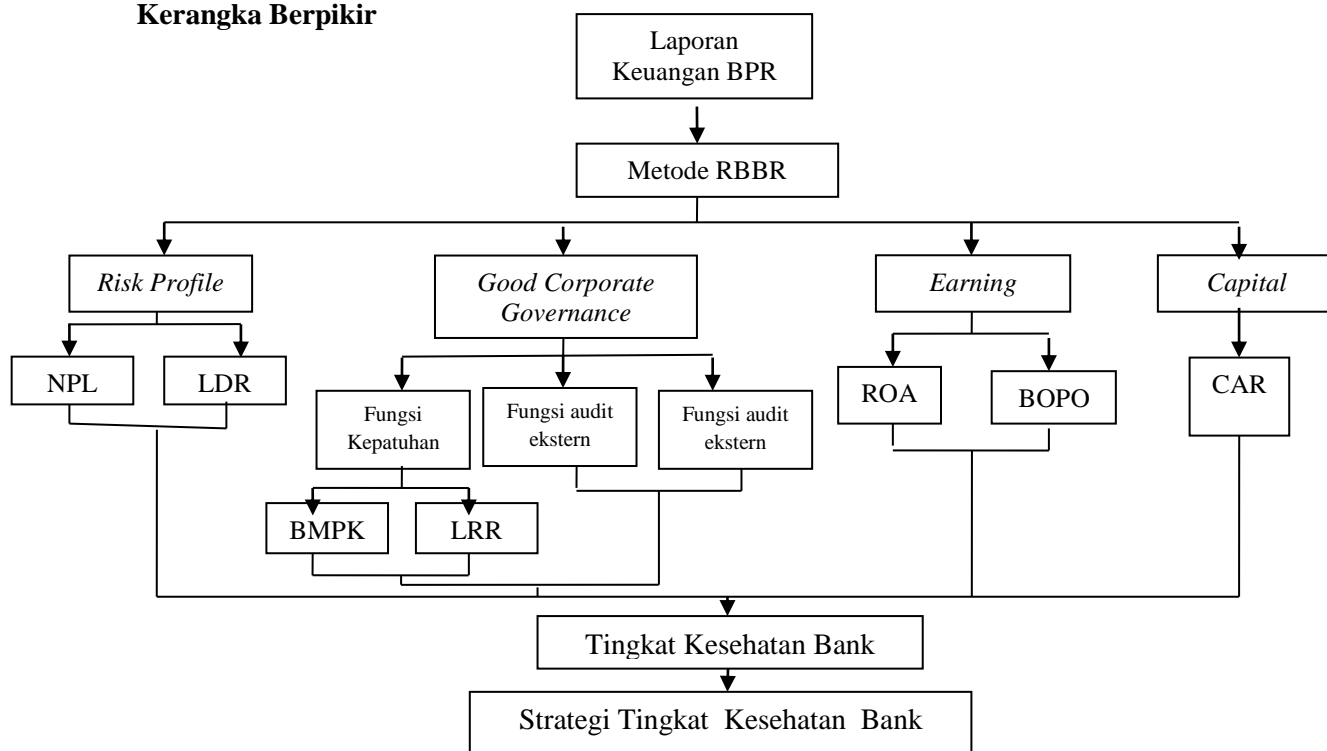 Kerangka Berpikir
Laporan
Keuangan BPR
Metode RBBR
Risk Profile
Good Corporate
Governance
Earning
Capital
NPL
LDR
Fungsi
Kepatuhan
Fungsi audit
ekstern
Fungsi audit
ekstern
ROA
BOPO
CAR
BMPK
LRR
Tingkat Kesehatan Bank
Strategi Tingkat Kesehatan Bank